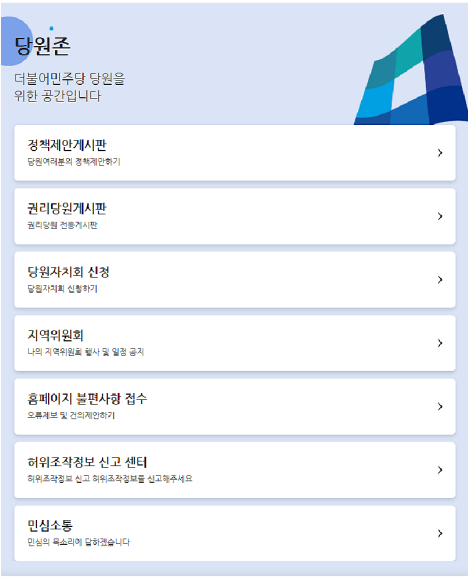 당원존
더불어민주당 당원을
위한 공간입니다
정책제안게시판
당원여러분의 정책제안하기
권리당원게시판
권리당원 전용게시판
당원자치회 신청
당원자치회 신청하기
지역위원회
나의 지역위원회 행사 및 일정 공지
홈페이지 불편사항 접수
오류제보 및 건의제안하기
허위조작정보 신고 센터
허위조작정보 신고 허위조작정보를 신고해주세요
민심소통
민심의 목소리에 답하겠습니다